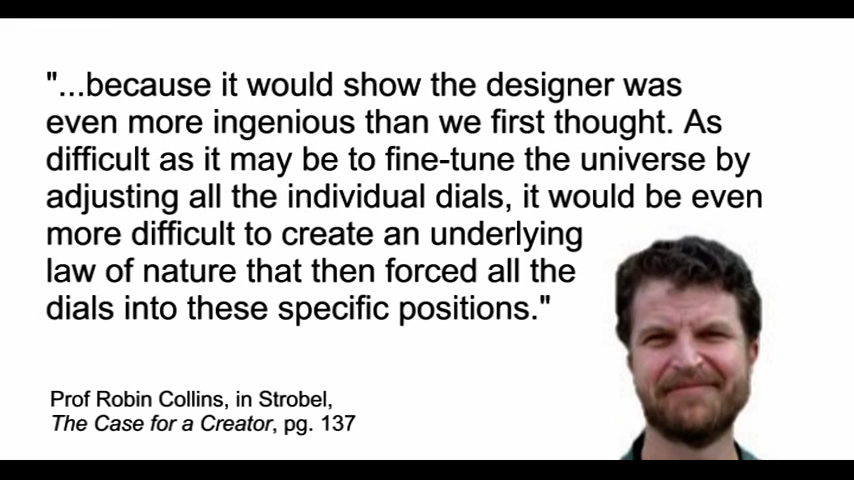 "...because it would show the designer was
even more ingenious than we first thought. As
difficult as it may be to fine-tune the universe by
adjusting all the individual dials, it would be even
more difficult to create an underlying
law of nature that then forced all the
dials into these specific positions."
Prof Robin Collins, in Strobel,
The Case for a Creator, pg. 137